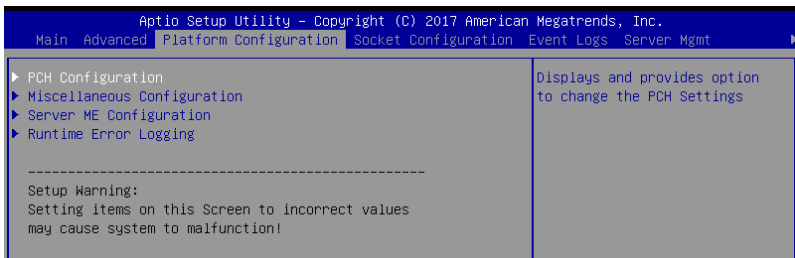 Aptio Setup Utility – Copyright (C) 2017 American Megatrends, Inc.
Main Advanced Platform Configuration Socket Configuration Event Logs Server Mgmt
PCH Configuration
Miscellaneous Configuration
Server ME Configuration
Runtime Error Logging
-------------------------------------------------
Setup Warning:
Setting items on this Screen to incorrect values
may cause system to malfunction!
Displays and provides option
to change the PCH Settings